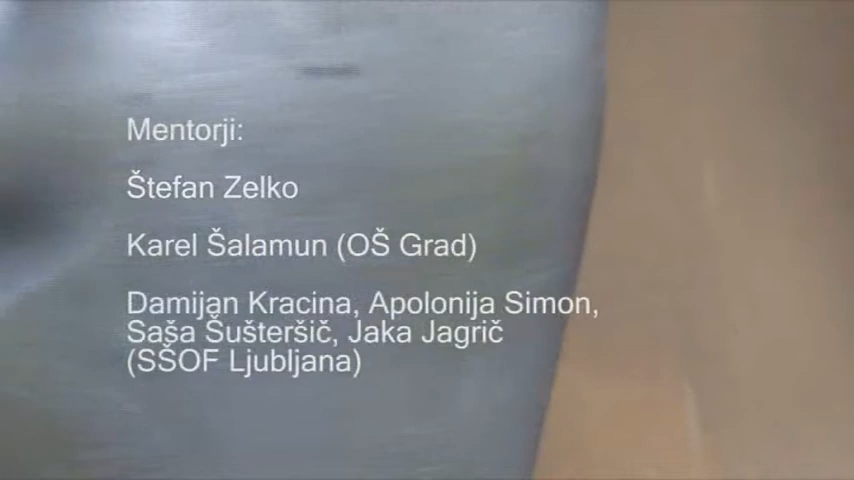 Mentorji:
Štefan Zelko
Karel Šalamun (OŠ Grad)
Damijan Kracina, Apolonija Simon,
Saša Šušteršič, Jaka Jagrič
(SŠOF Ljubljana)